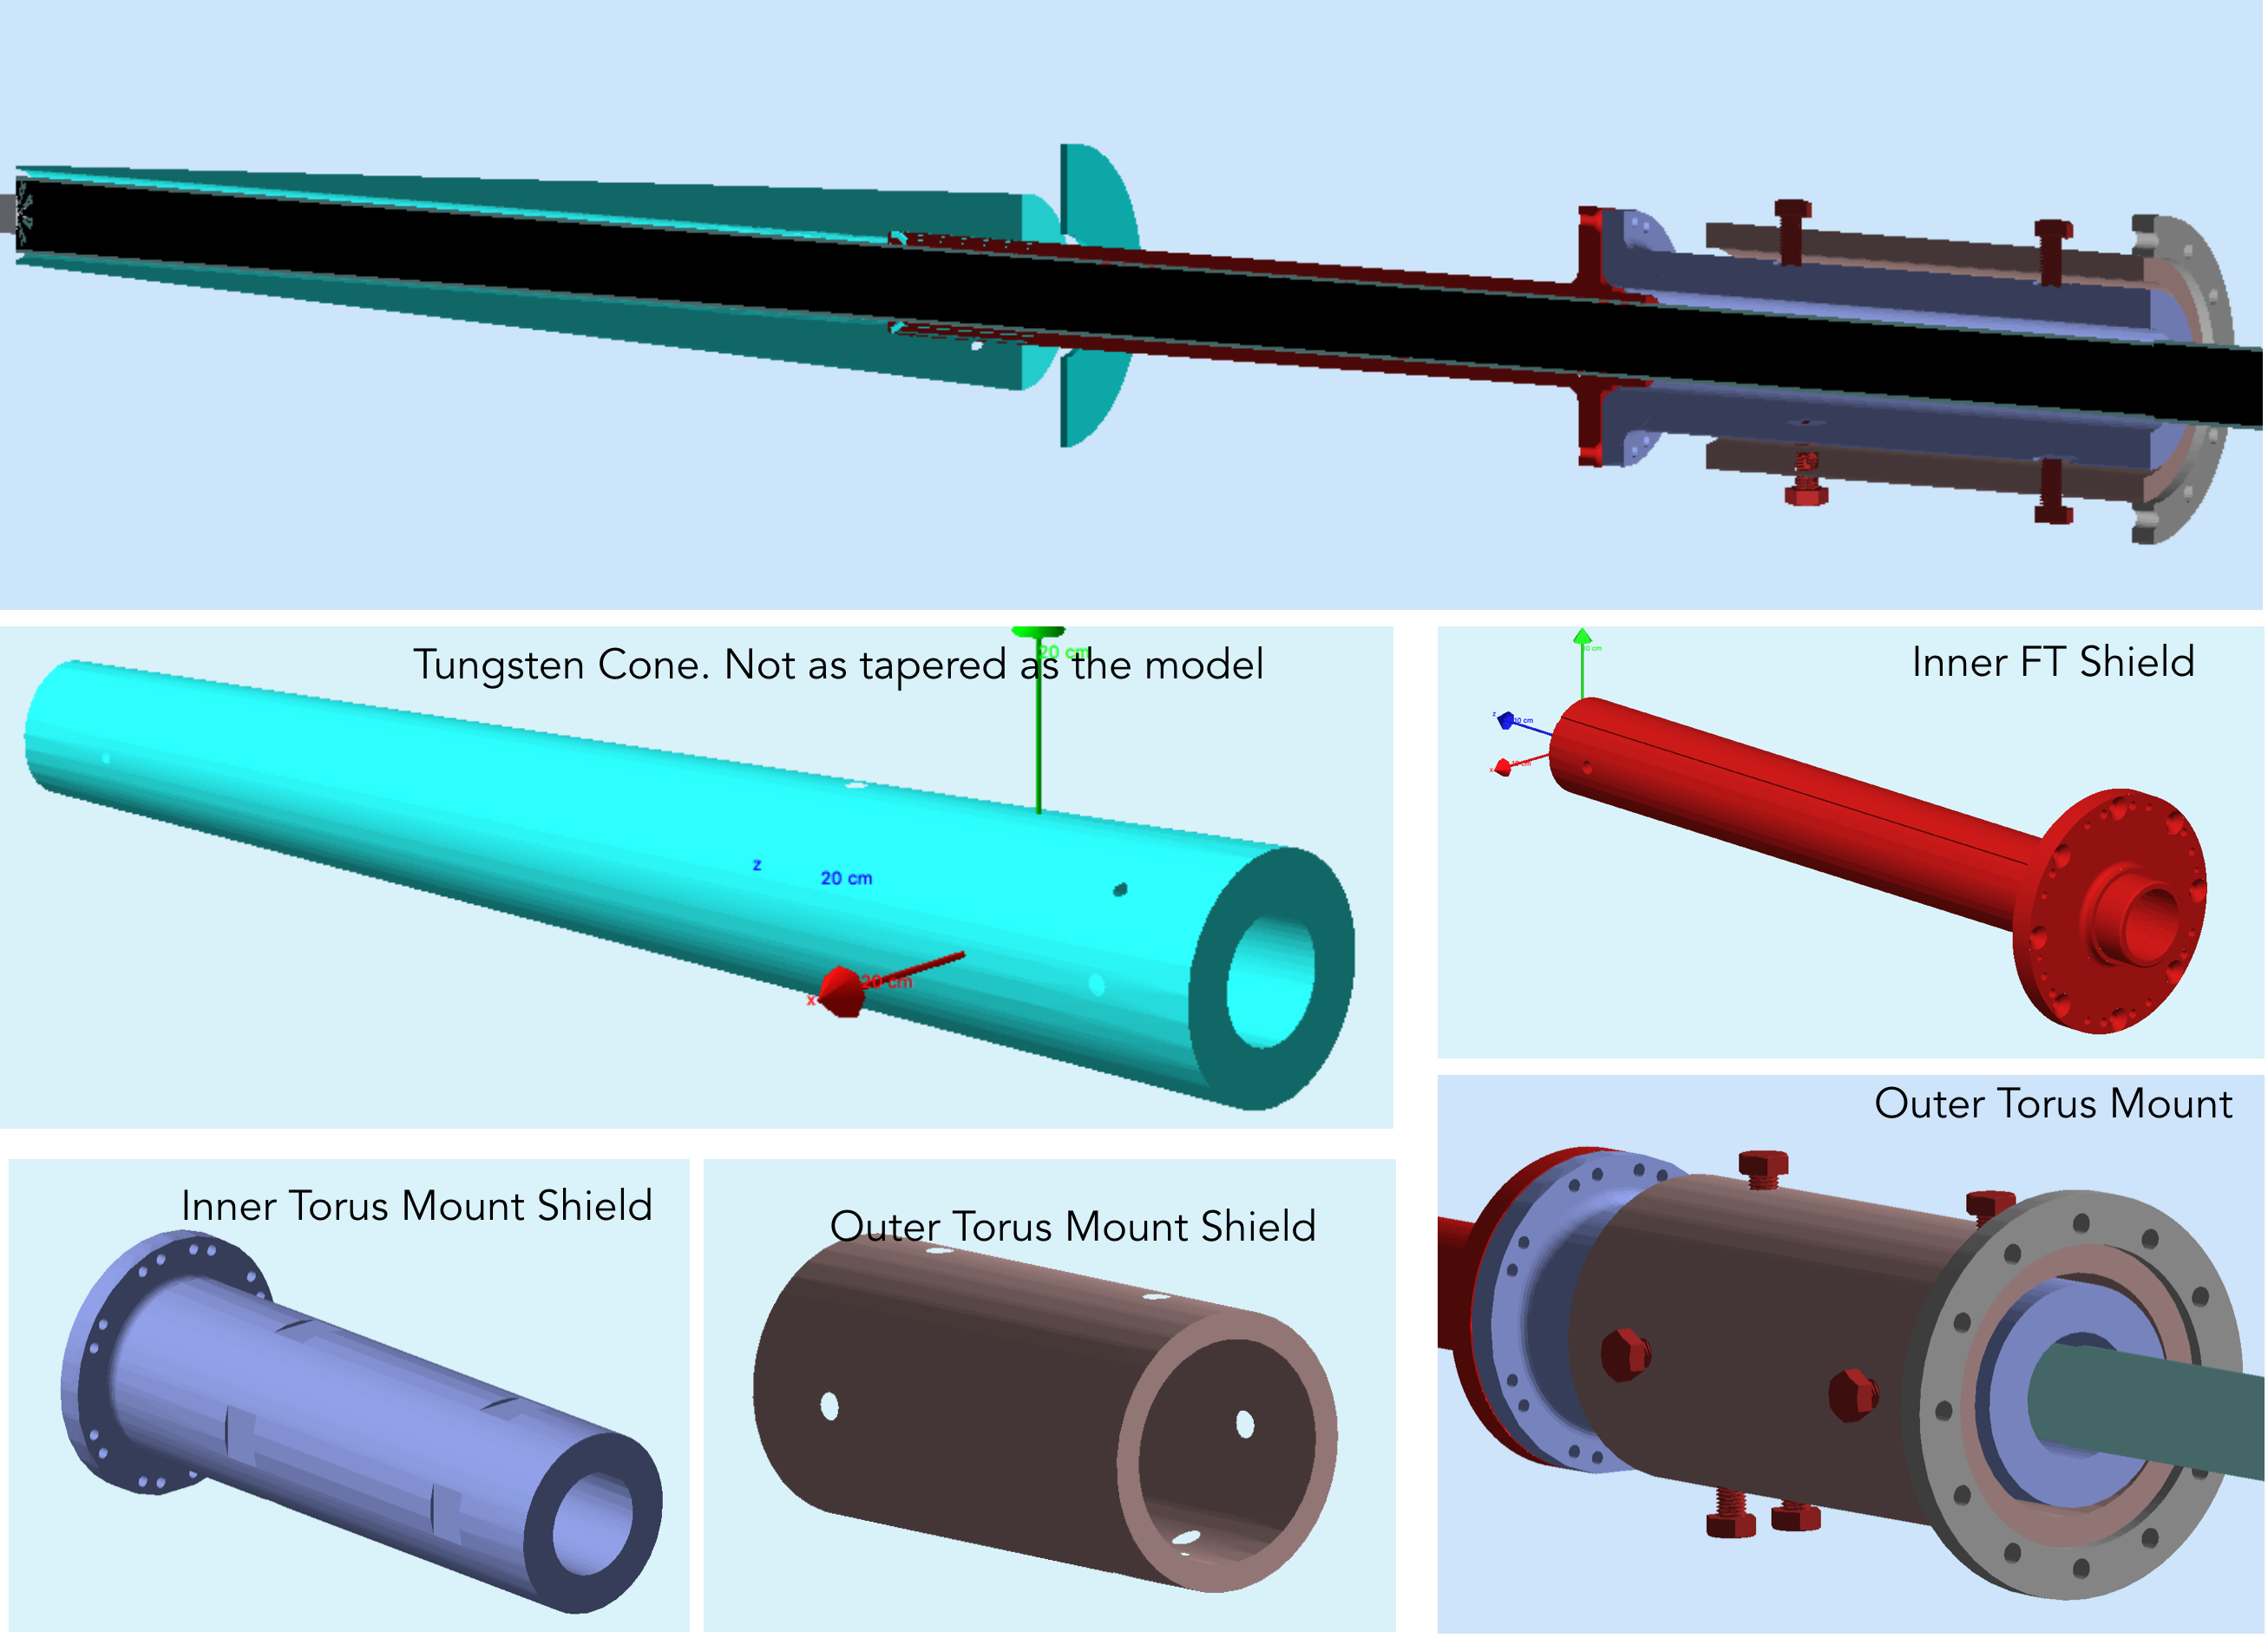 Tungsten Cone. Not as tapered as the model
20 cm
z
20 cm
x
20 cm
Inner FT Shield
z
x
Outer Torus Mount
Inner Torus Mount Shield
Outer Torus Mount Shield